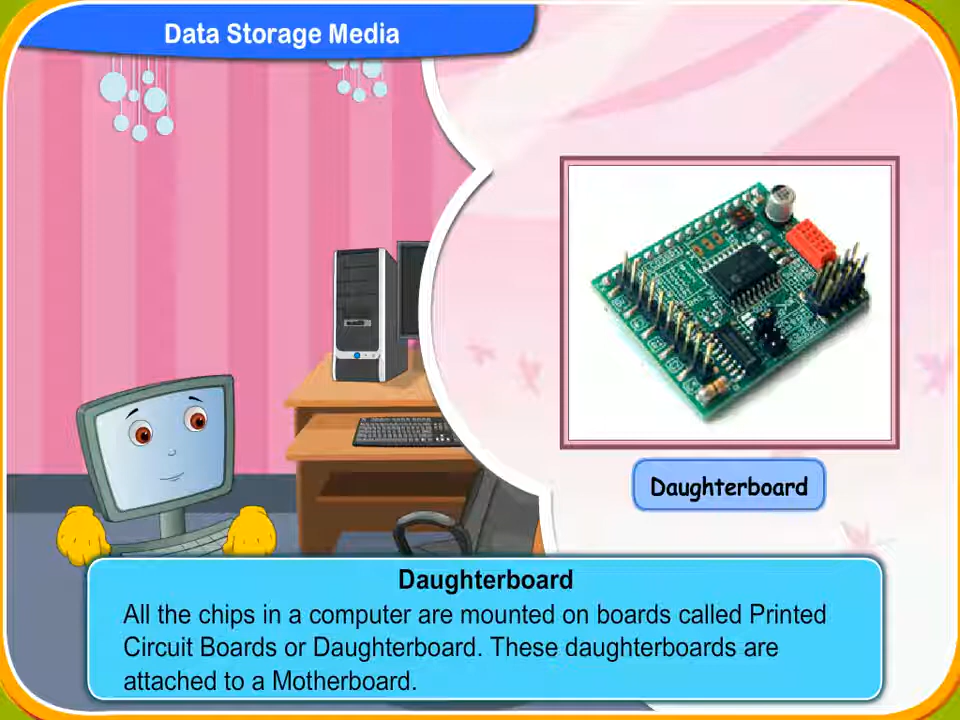 Data Storage Media
Daughterboard
Daughterboard
All the chips in a computer are mounted on boards called Printed
Circuit Boards or Daughterboard. These daughterboards are
attached to a Motherboard.